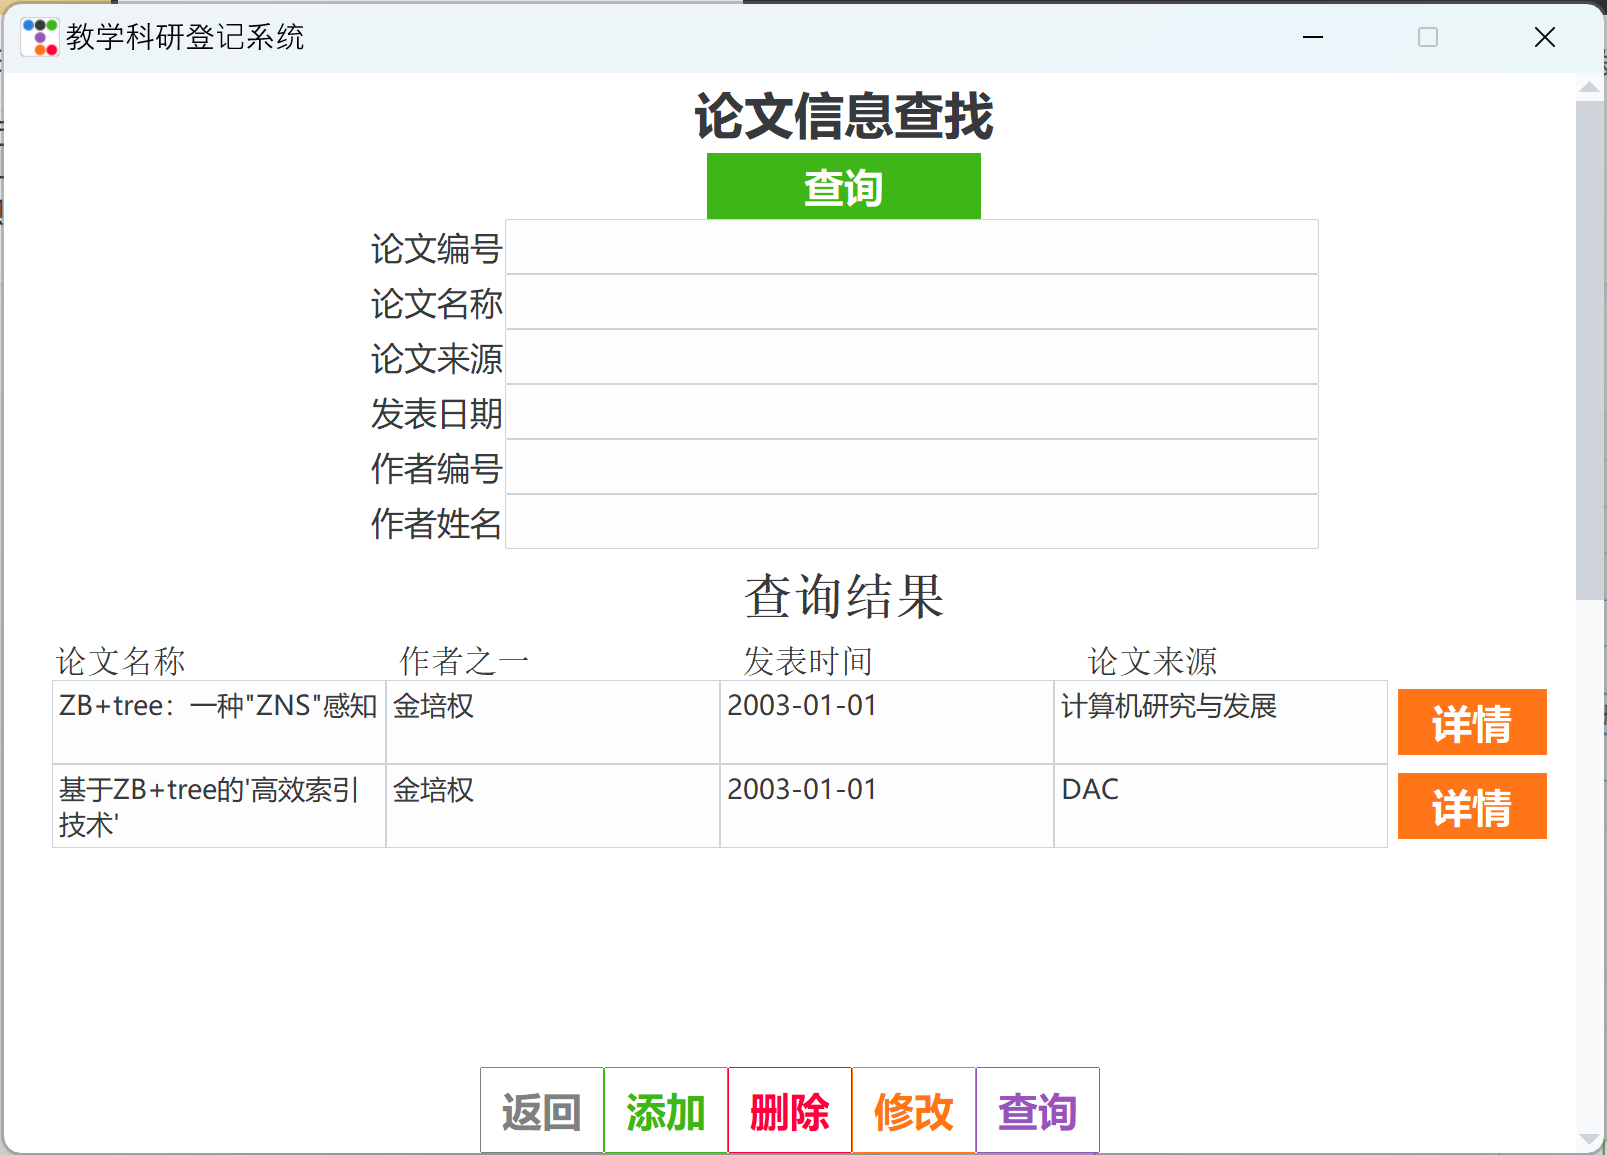 教学科研登记系统
论文信息查找
查询
论文编号
论文名称
论文来源
发表日期
作者编号
作者姓名
查询结果
论文名称 作者之一 发表时间 论文来源
ZB+tree：一种"ZNS"感知 金培权 2003-01-01 计算机研究与发展 详情
基于ZB+tree的'高效索引 金培权 2003-01-01 DAC 详情
技术'
返回 添加 删除 修改 查询